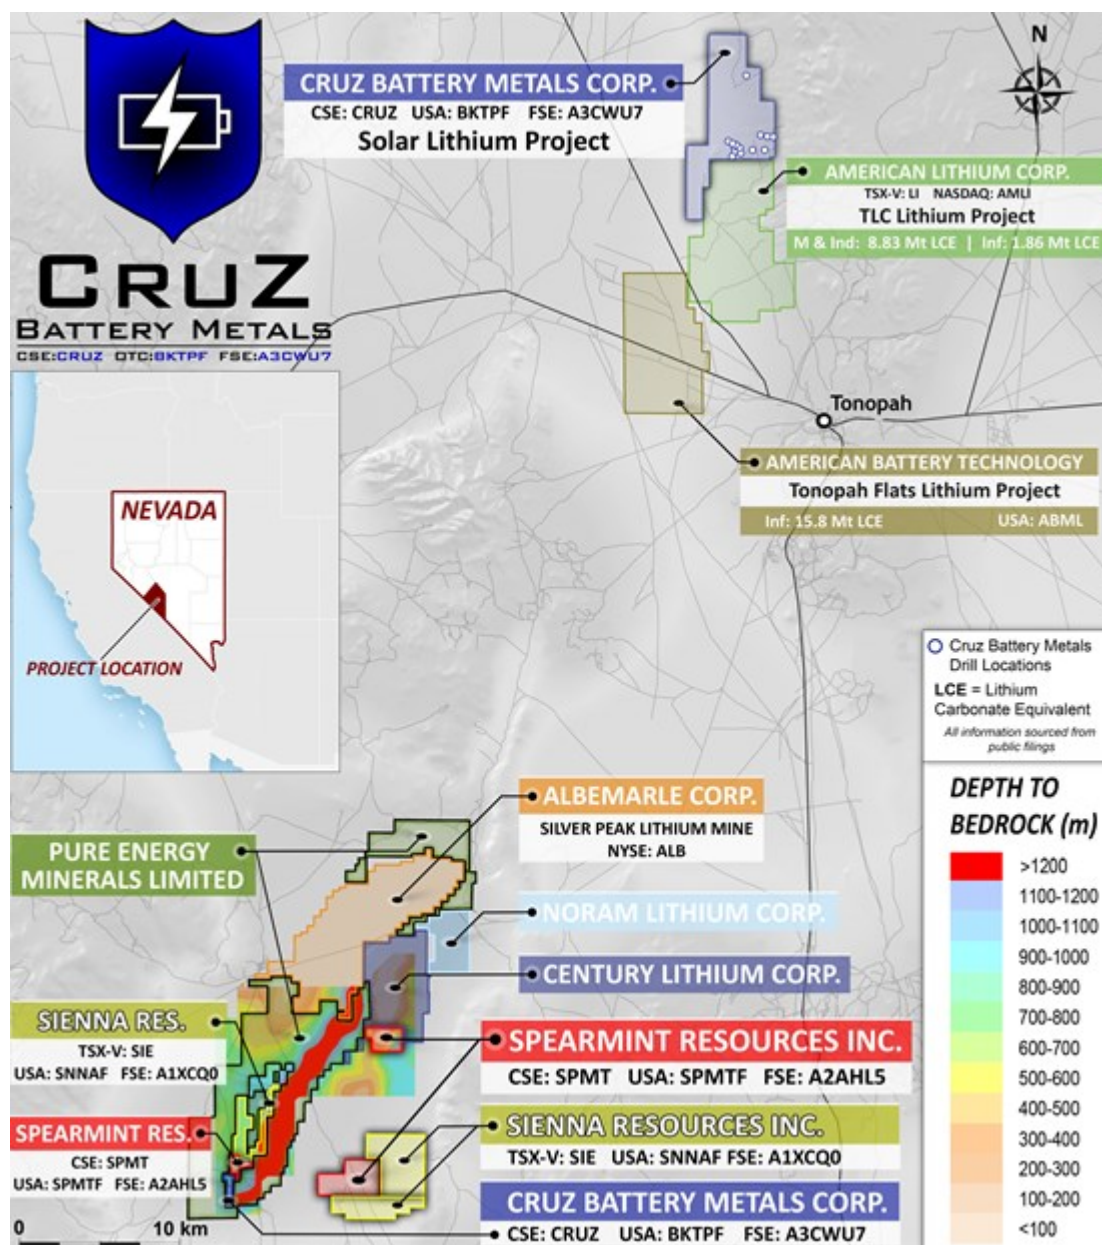 CRUZ
BATTERY METALS
CSE:CRUZ OTC:BKTPF FSE:A3CWU7
CRUZ BATTERY METALS CORP.
CSE: CRUZ USA: BKTPF FSE: A3CWU7
Solar Lithium Project
N
AMERICAN LITHIUM CORP.
TSX-V: LI NASDAQ: AMLI
TLC Lithium Project
M & Ind: 8.83 Mt LCE | Inf: 1.86 Mt LCE
Tonopah
AMERICAN BATTERY TECHNOLOGY
Tonopah Flats Lithium Project
Inf: 15.8 Mt LCE USA: ABML
NEVADA
PROJECT LOCATION
Cruz Battery Metals
Drill Locations
LCE = Lithium
Carbonate Equivalent
All information sourced from
public filings
DEPTH TO
BEDROCK (m)
>1200
1100-1200
1000-1100
900-1000
800-900
700-800
600-700
500-600
400-500
300-400
200-300
100-200
<100
ALBEMARLE CORP.
SILVER PEAK LITHIUM MINE
NYSE: ALB
PURE ENERGY
MINERALS LIMITED
NORAM LITHIUM CORP.
CENTURY LITHIUM CORP.
SIENNA RES.
TSX-V: SIE
USA: SNNAF FSE: A1XCQ0
SPEARMINT RESOURCES INC.
CSE: SPMT USA: SPMTF FSE: A2AHL5
SPEARMINT RES.
CSE: SPMT
USA: SPMTF FSE: A2AHL5
SIENNA RESOURCES INC.
TSX-V: SIE USA: SNNAF FSE: A1XCQ0
CRUZ BATTERY METALS CORP.
CSE: CRUZ USA: BKTPF FSE: A3CWU7
0 10 km